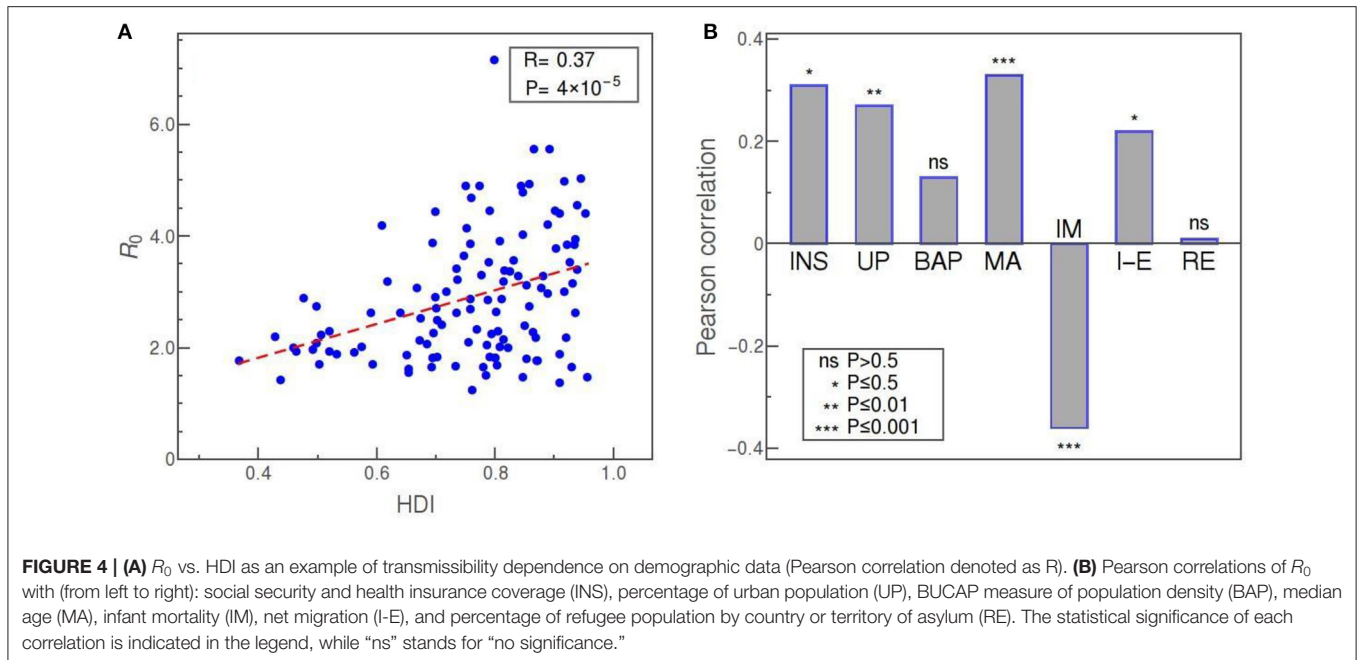 A
R= 0.37
P= 4×10⁻⁵
6.0
4.0
2.0
0
R₀
0.4
0.6
0.8
1.0
HDI
B
0.4
0.2
0
−0.2
−0.4
Pearson correlation
*
**
ns
***
IM
*
ns
INS UP BAP MA I–E RE
***
ns P>0.5
* P≤0.5
** P≤0.01
*** P≤0.001
FIGURE 4 | (A) R₀ vs. HDI as an example of transmissibility dependence on demographic data (Pearson correlation denoted as R). (B) Pearson correlations of R₀
with (from left to right): social security and health insurance coverage (INS), percentage of urban population (UP), BUCAP measure of population density (BAP), median
age (MA), infant mortality (IM), net migration (I-E), and percentage of refugee population by country or territory of asylum (RE). The statistical significance of each
correlation is indicated in the legend, while “ns” stands for “no significance.”